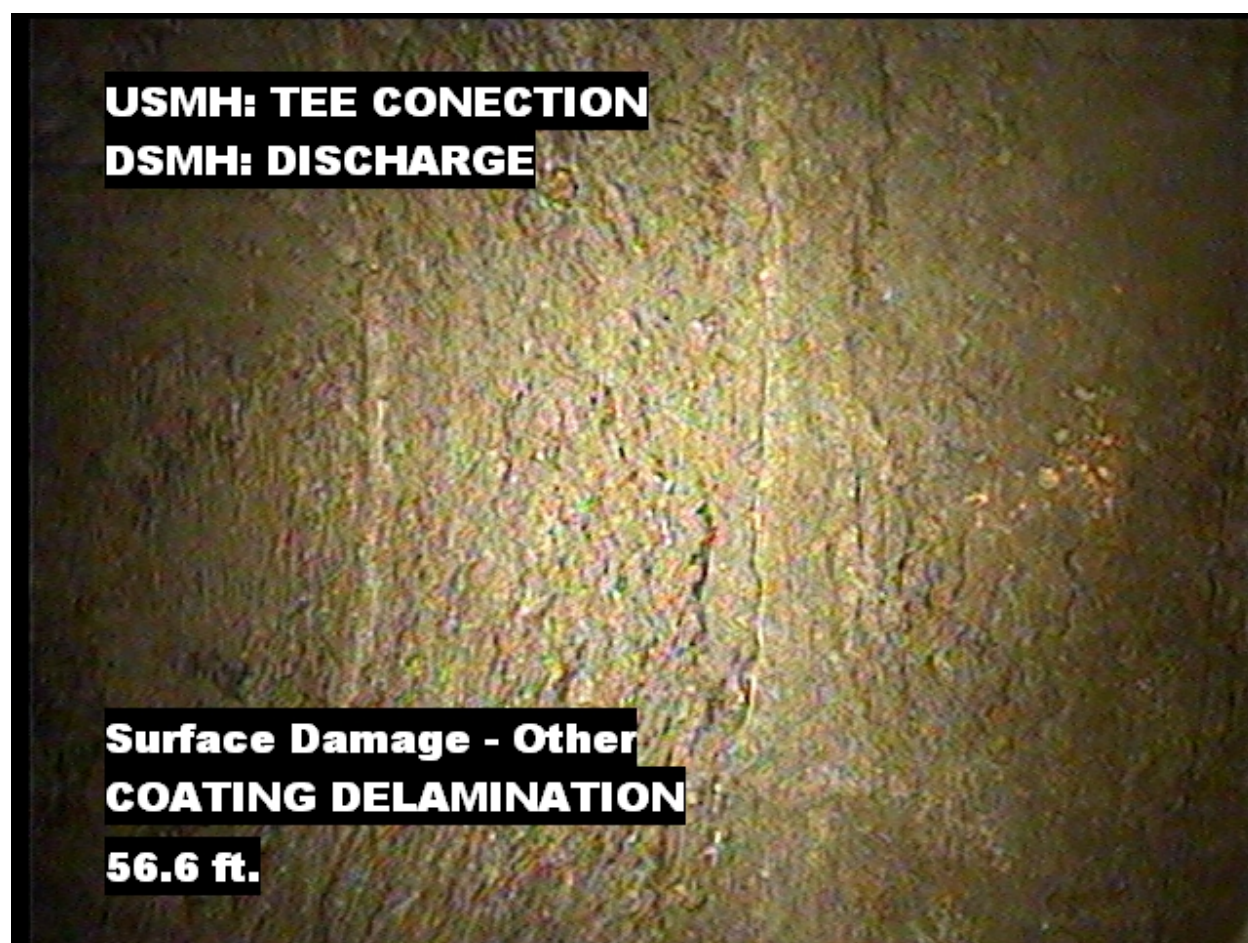 USMH: TEE CONECTION
DSMH: DISCHARGE
Surface Damage - Other
COATING DELAMINATION
56.6 ft.